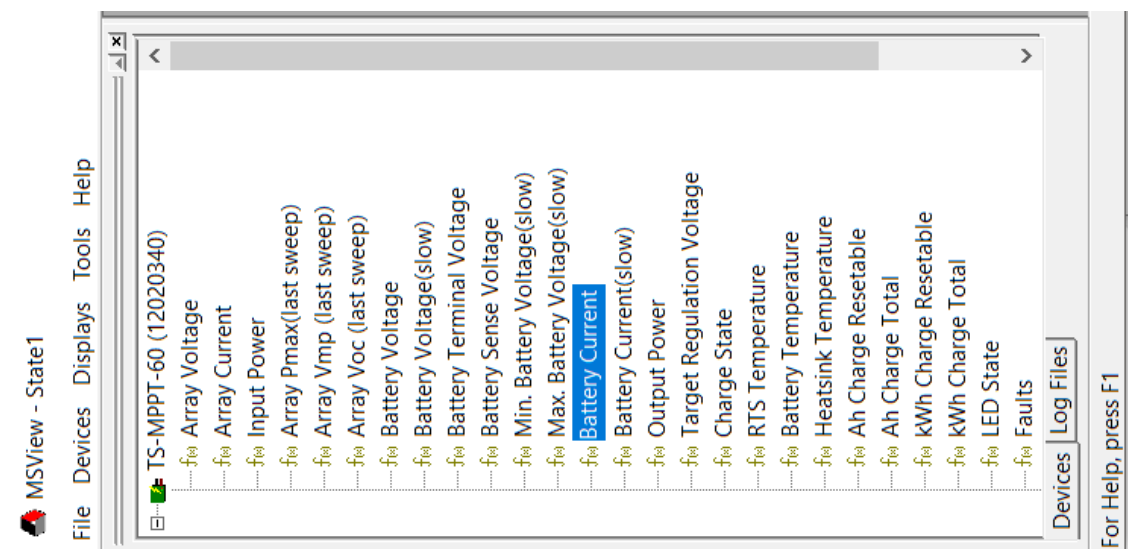 MSView - State1
File Devices Displays Tools Help
TS-MPPT-60 (12020340)
f(x) Array Voltage
f(x) Array Current
f(x) Input Power
f(x) Array Pmax(last sweep)
f(x) Array Vmp (last sweep)
f(x) Array Voc (last sweep)
f(x) Battery Voltage
f(x) Battery Voltage(slow)
f(x) Battery Terminal Voltage
f(x) Battery Sense Voltage
f(x) Min. Battery Voltage(slow)
f(x) Max. Battery Voltage(slow)
f(x) Battery Current
f(x) Battery Current(slow)
f(x) Output Power
f(x) Target Regulation Voltage
f(x) Charge State
f(x) RTS Temperature
f(x) Battery Temperature
f(x) Heatsink Temperature
f(x) Ah Charge Resetable
f(x) Ah Charge Total
f(x) kWh Charge Resetable
f(x) kWh Charge Total
f(x) LED State
f(x) Faults
Devices Log Files
For Help, press F1